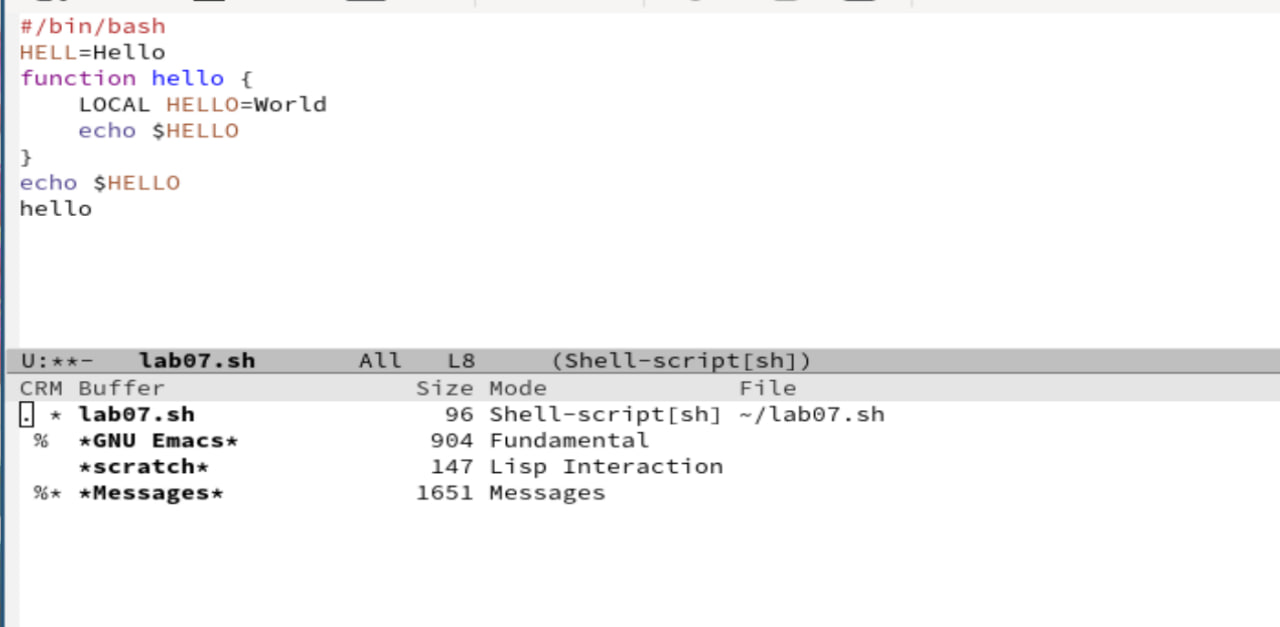 #/bin/bash
HELL=Hello
function hello {
    LOCAL HELLO=World
    echo $HELLO
}
echo $HELLO
hello
U:**-   lab07.sh       All   L8     (Shell-script[sh])
CRM Buffer                 Size Mode             File
. * lab07.sh                 96 Shell-script[sh] ~/lab07.sh
 %  *GNU Emacs*             904 Fundamental
    *scratch*               147 Lisp Interaction
 %* *Messages*             1651 Messages